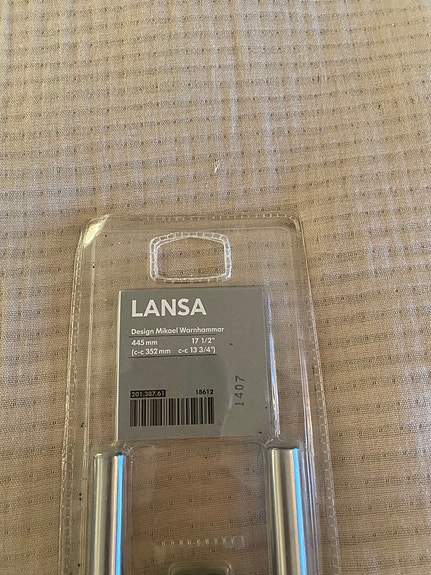 LANSA
Design Mikael Warnhammar
445 mm 17 1/2"
(c-c 352 mm c-c 13 3/4")
201.387.61 18612
1407